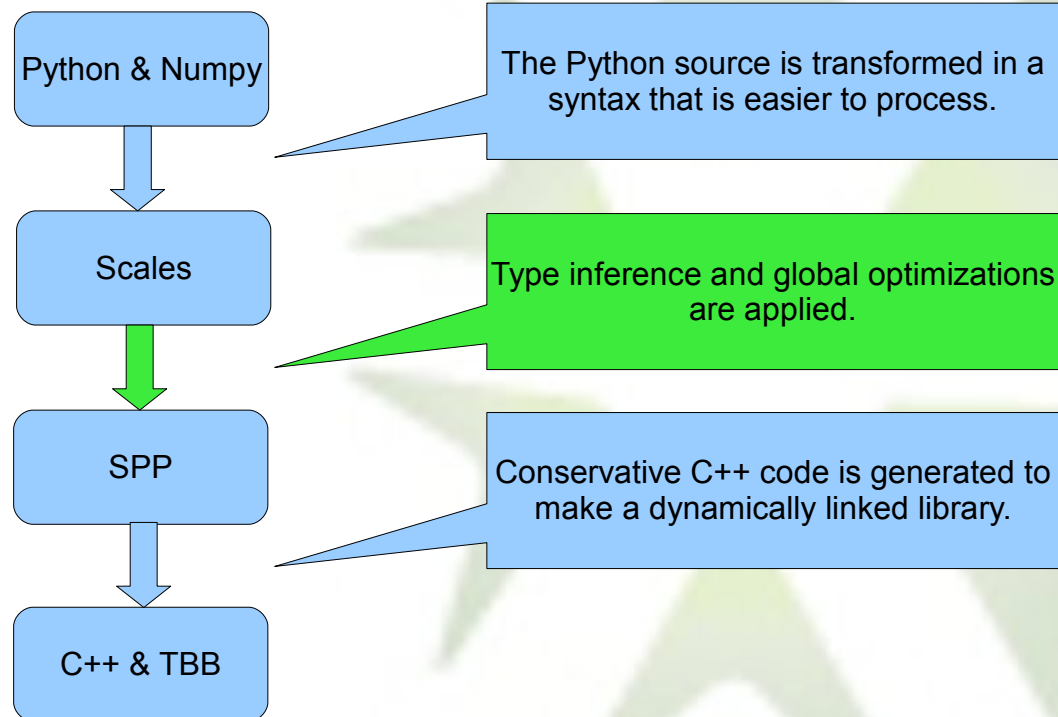 Python & Numpy
The Python source is transformed in a
syntax that is easier to process.
Scales
Type inference and global optimizations
are applied.
SPP
Conservative C++ code is generated to
make a dynamically linked library.
C++ & TBB